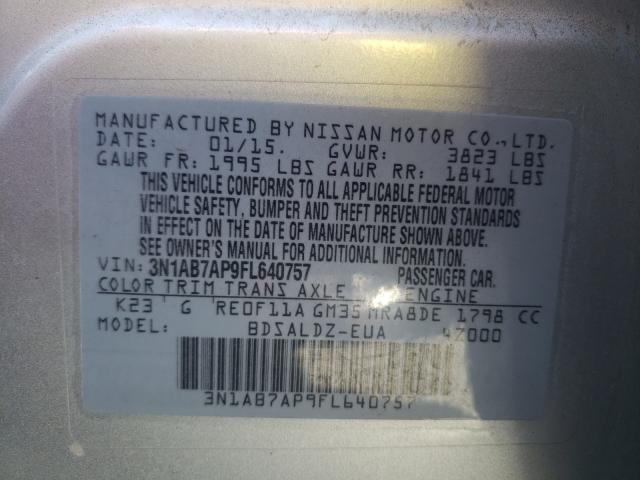 MANUFACTURED BY NISSAN MOTOR CO., LTD.
DATE: 01/15. GVWR: 3823 LBS
GAWR FR: 1995 LBS GAWR RR: 1841 LBS
THIS VEHICLE CONFORMS TO ALL APPLICABLE FEDERAL MOTOR
VEHICLE SAFETY, BUMPER AND THEFT PREVENTION STANDARDS
IN EFFECT ON THE DATE OF MANUFACTURE SHOWN ABOVE.
SEE OWNER'S MANUAL FOR ADDITIONAL INFORMATION.
VIN: 3N1AB7AP9FL640757 PASSENGER CAR.
COLOR TRIM TRANS AXLE ENGINE
K23 G RE0F11A GM35 MRA8DE 1798 CC
MODEL: BDSALDZ-EUA 47000
3N1AB7AP9FL640757